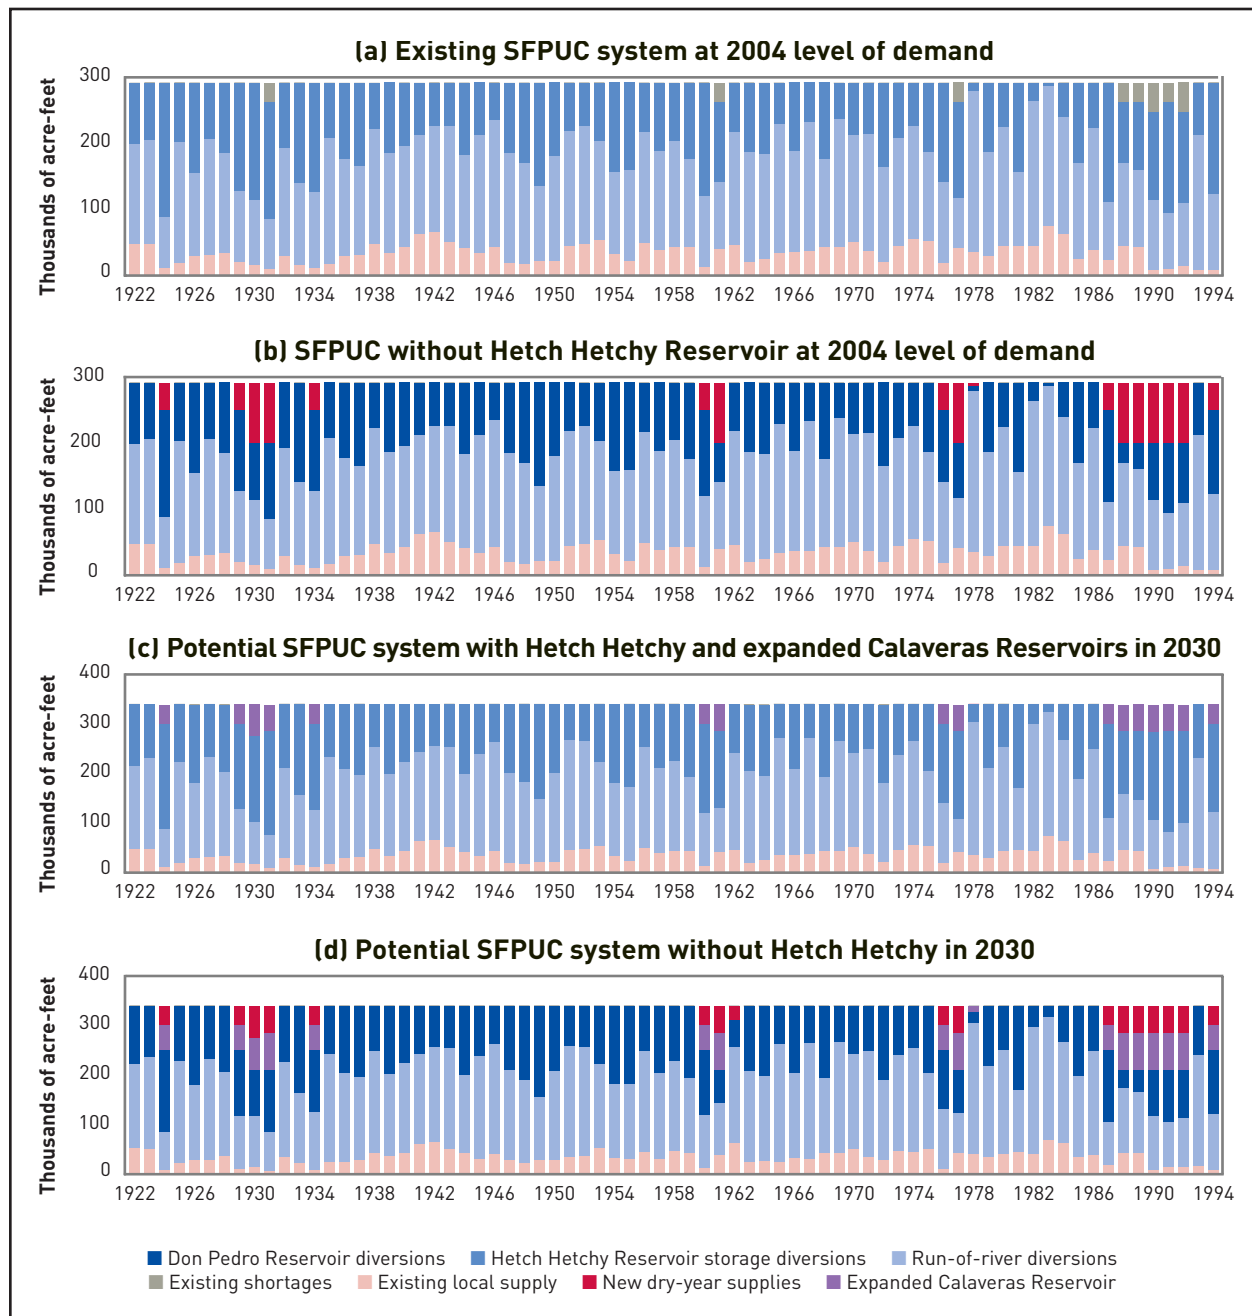 (a) Existing SFPUC system at 2004 level of demand
Thousands of acre-feet
300
200
100
0
1922 1926 1930 1934 1938 1942 1946 1950 1954 1958 1962 1966 1970 1974 1978 1982 1986 1990 1994
(b) SFPUC without Hetch Hetchy Reservoir at 2004 level of demand
Thousands of acre-feet
300
200
100
0
1922 1926 1930 1934 1938 1942 1946 1950 1954 1958 1962 1966 1970 1974 1978 1982 1986 1990 1994
(c) Potential SFPUC system with Hetch Hetchy and expanded Calaveras Reservoirs in 2030
Thousands of acre-feet
400
300
200
100
0
1922 1926 1930 1934 1938 1942 1946 1950 1954 1958 1962 1966 1970 1974 1978 1982 1986 1990 1994
(d) Potential SFPUC system without Hetch Hetchy in 2030
Thousands of acre-feet
400
300
200
100
0
1922 1926 1930 1934 1938 1942 1946 1950 1954 1958 1962 1966 1970 1974 1978 1982 1986 1990 1994
Don Pedro Reservoir diversions Hetch Hetchy Reservoir storage diversions Run-of-river diversions
Existing shortages Existing local supply New dry-year supplies Expanded Calaveras Reservoir